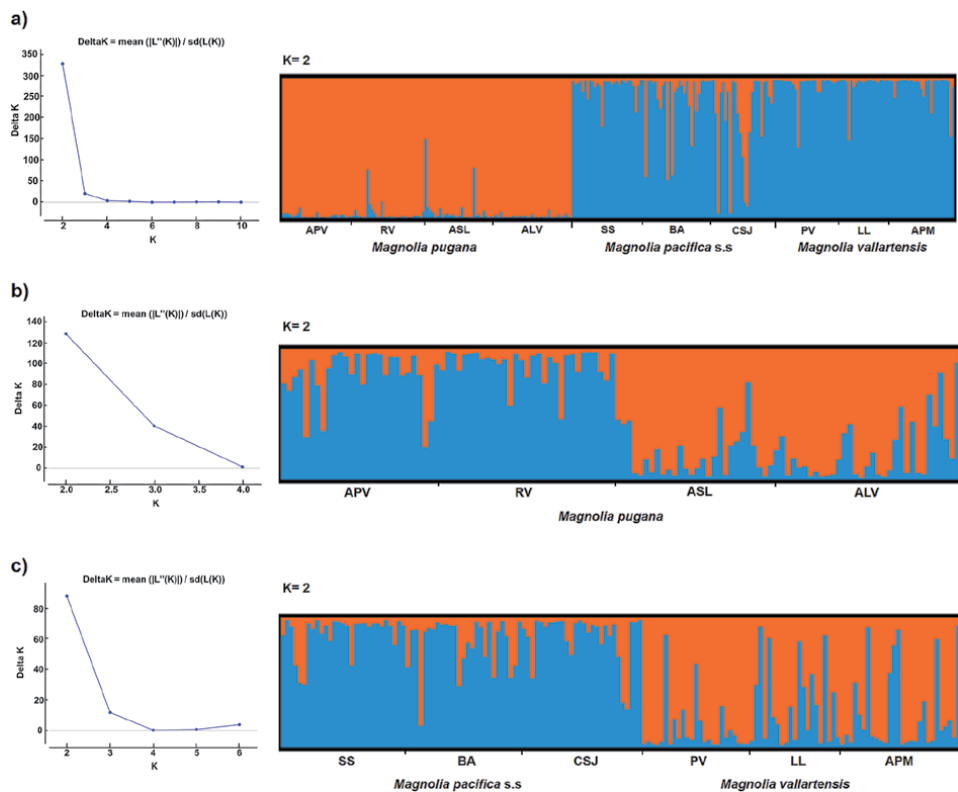 a)
DeltaK = mean (|L''(K)|) / sd(L(K))
K= 2
350
300
250
200
150
100
50
0
Delta K
2 4 6 8 10
K
APV RV ASL ALV SS BA CSJ PV LL APM
Magnolia pugana Magnolia pacifica s.s Magnolia vallartensis
b)
DeltaK = mean (|L''(K)|) / sd(L(K))
K= 2
140
120
100
80
60
40
20
0
Delta K
2.0 2.5 3.0 3.5 4.0
K
APV RV ASL ALV
Magnolia pugana
c)
DeltaK = mean (|L''(K)|) / sd(L(K))
K= 2
80
60
40
20
0
Delta K
2 3 4 5 6
K
SS BA CSJ PV LL APM
Magnolia pacifica s.s Magnolia vallartensis